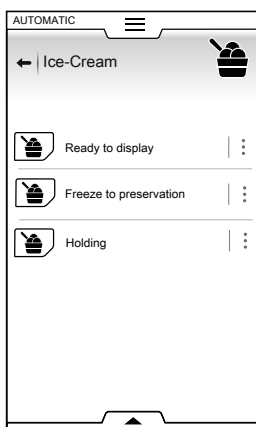 AUTOMATIC
Ice-Cream
Ready to display
Freeze to preservation
Holding